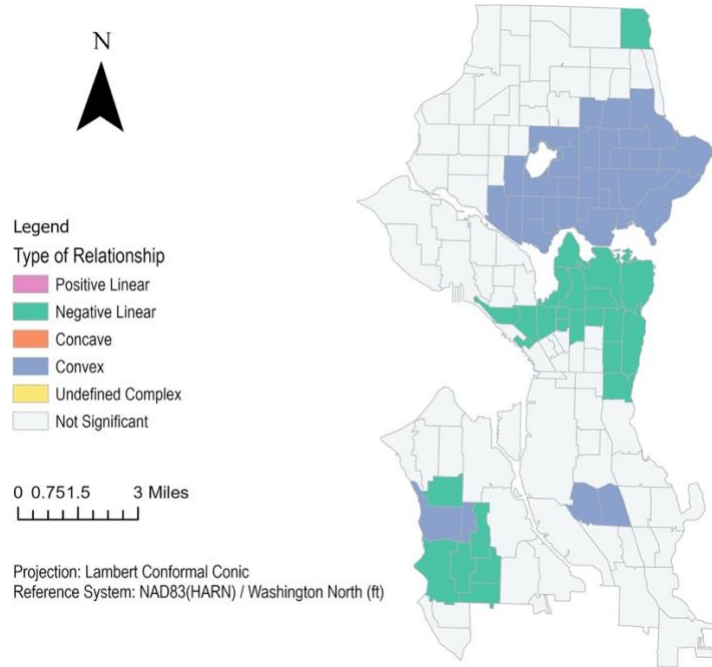 N
Legend
Type of Relationship
Positive Linear
Negative Linear
Concave
Convex
Undefined Complex
Not Significant
0 0.751.5 3 Miles
Projection: Lambert Conformal Conic
Reference System: NAD83(HARN) / Washington North (ft)